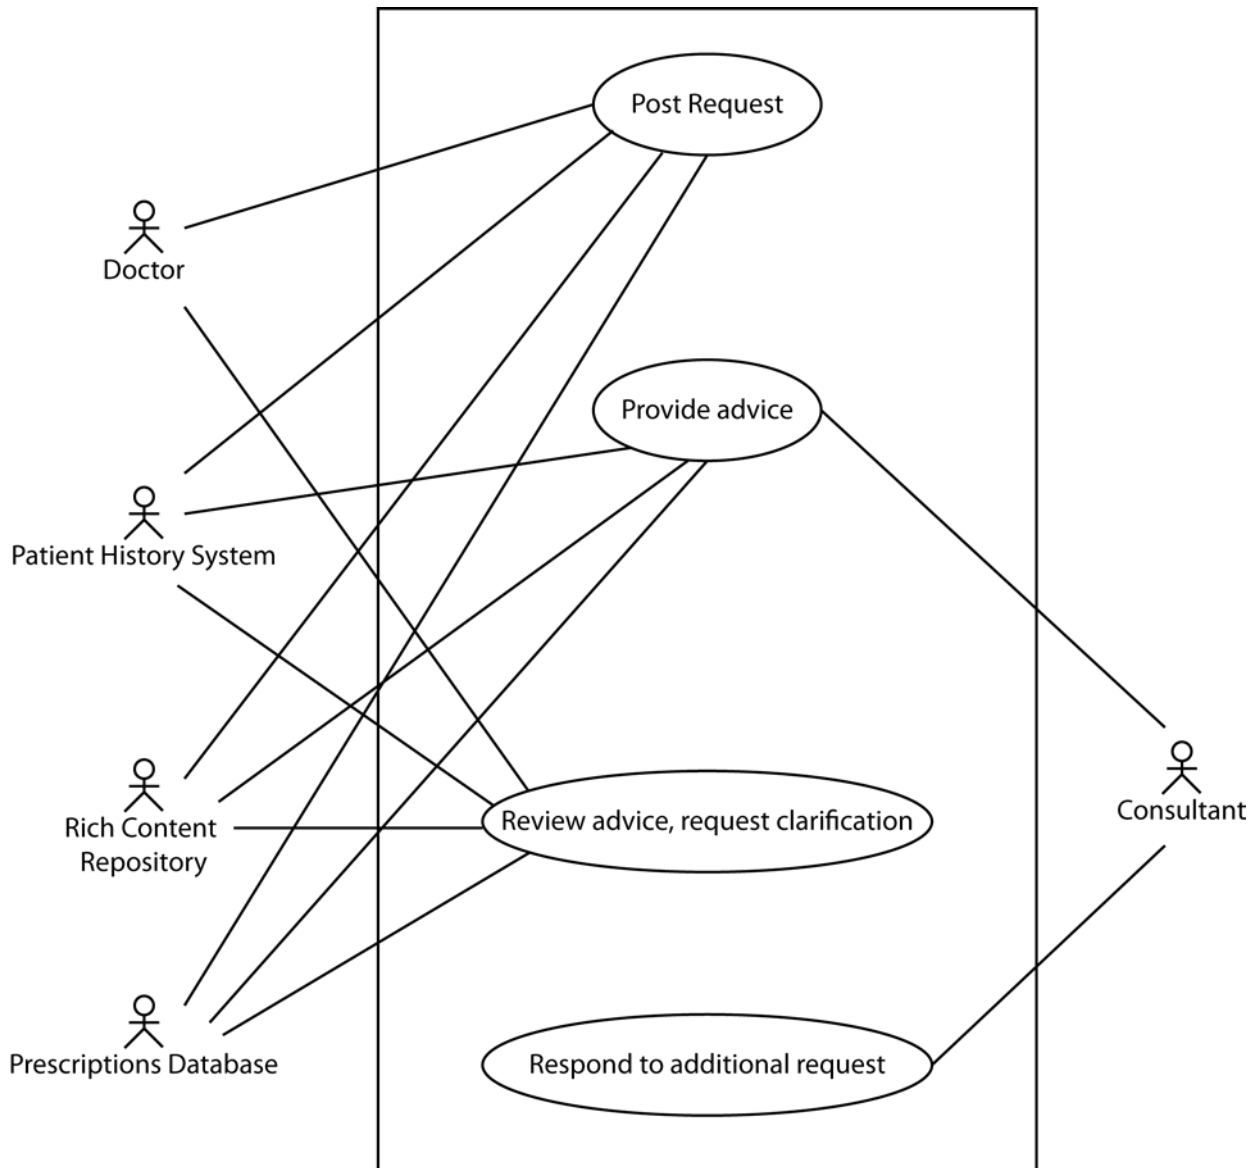 Post Request
Doctor
Provide advice
Patient History System
Consultant
Review advice, request clarification
Rich Content
Repository
Prescriptions Database
Respond to additional request